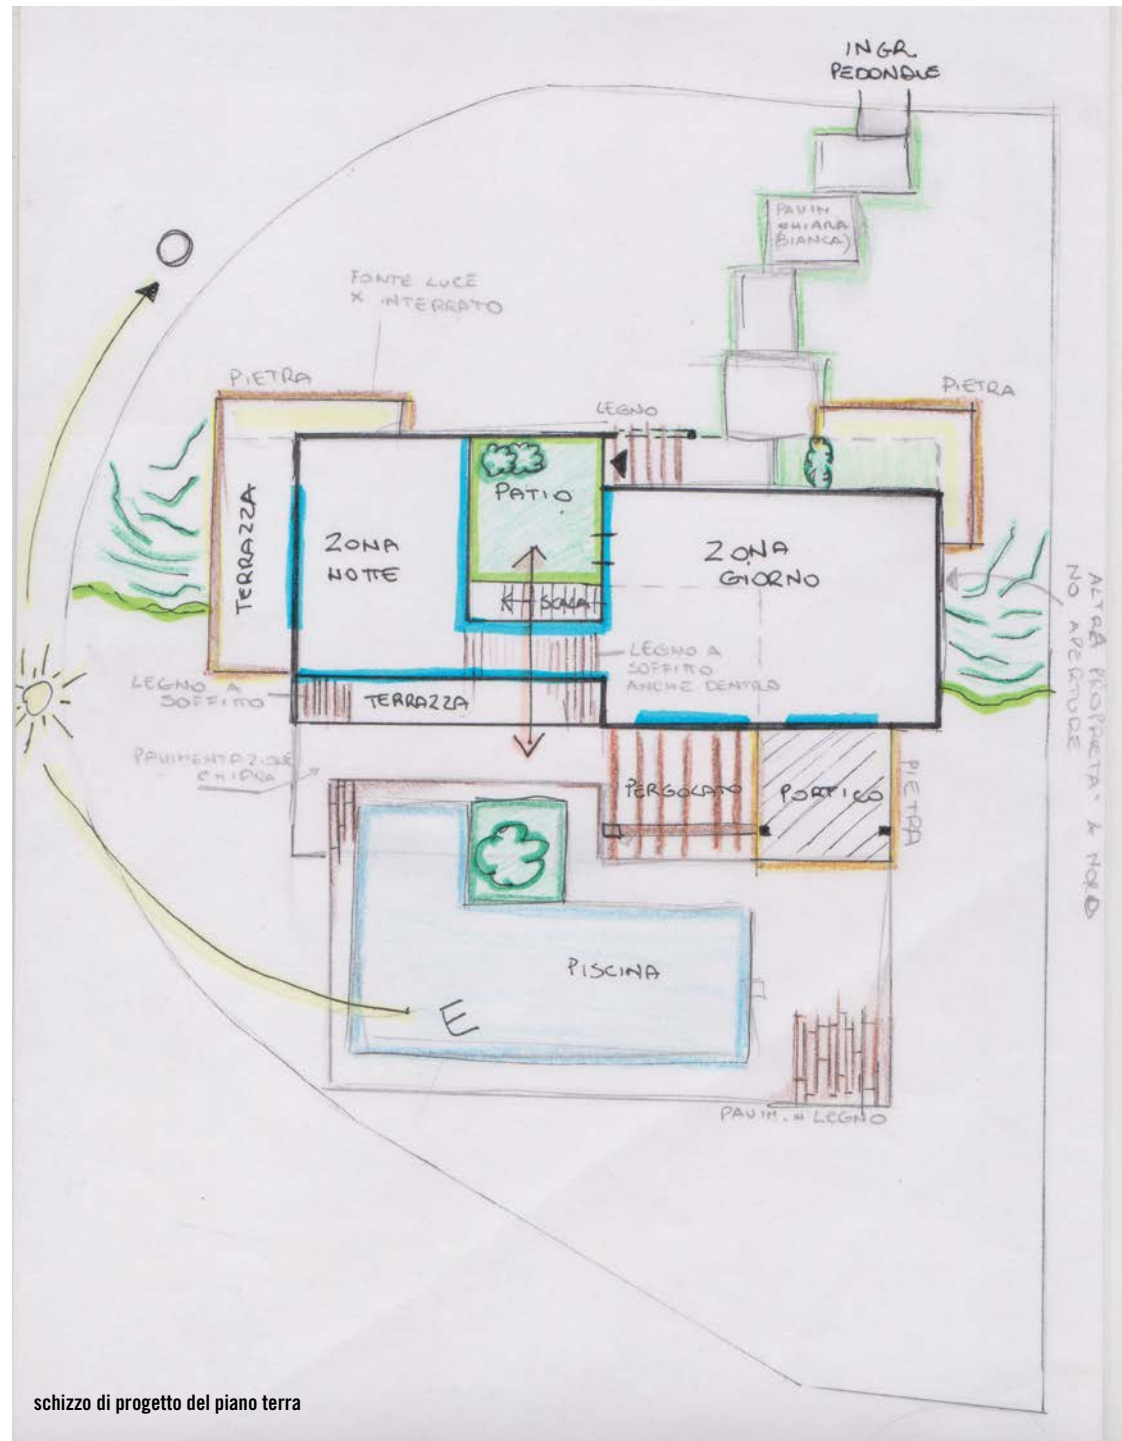 INGR.
PEDONALE
PAVIM
CHIARA
(BIANCA)
FONTE LUCE
X INTERRATO
PIETRA
LEGNO
PIETRA
PATIO
TERRAZZA
ZONA
NOTTE
ZONA
GIORNO
SCALA
LEGNO A
SOFFITTO
ANCHE DENTRO
LEGNO A
SOFFITTO
TERRAZZA
ALTRA PROPRIETA' A NORD
NO APERTURE
PAVIMENTAZIONE
CHIARA
PERGOLATO
PORTICO
PIETRA
PISCINA
E
PAVIM. IN LEGNO
schizzo di progetto del piano terra